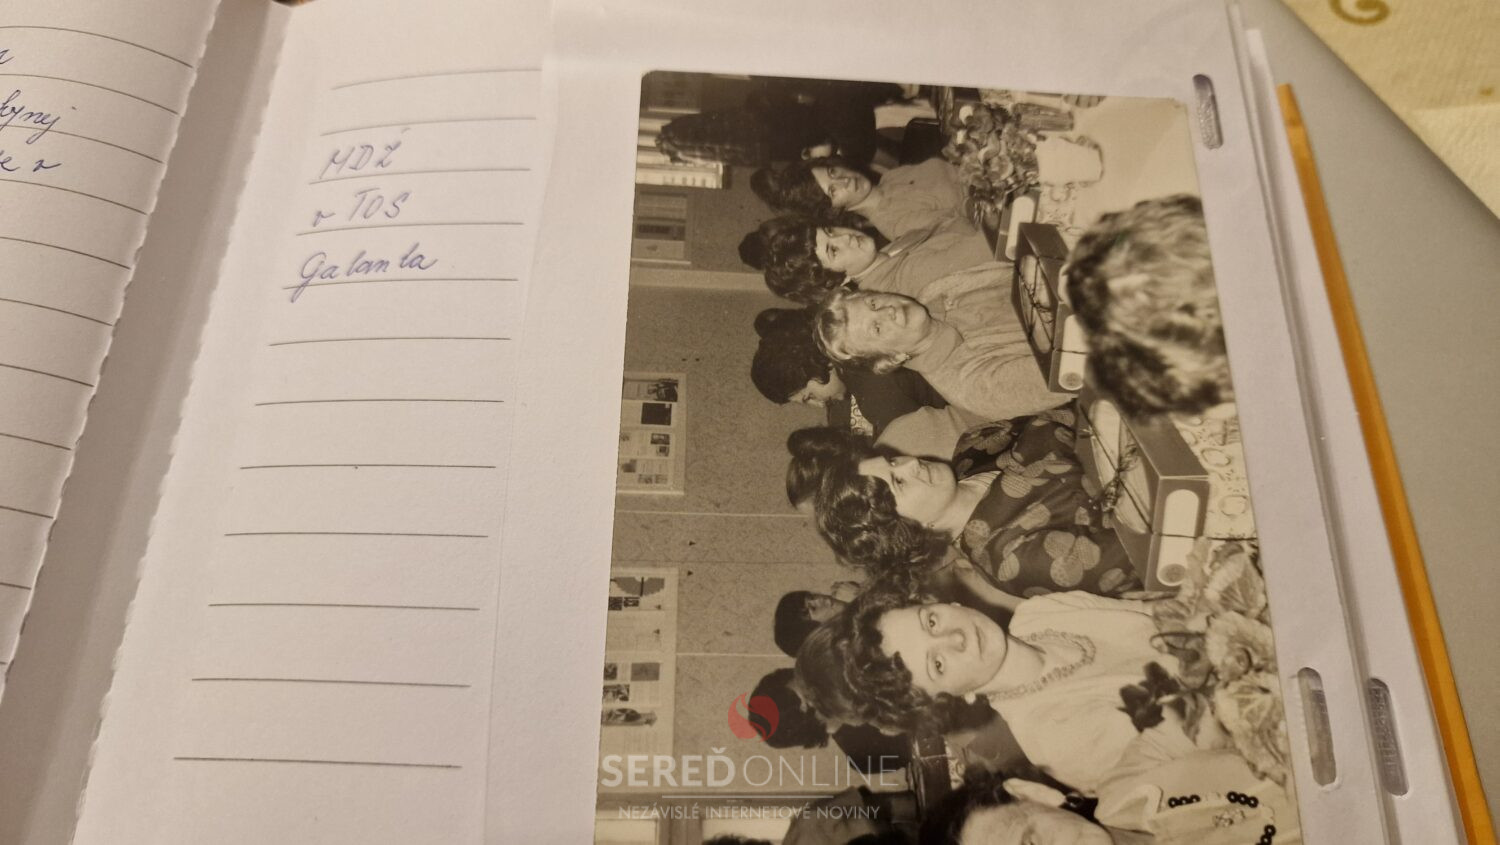 MDŽ
v TOS
Galanta
SEREĎONLINE
NEZÁVISLÉ INTERNETOVÉ NOVINY